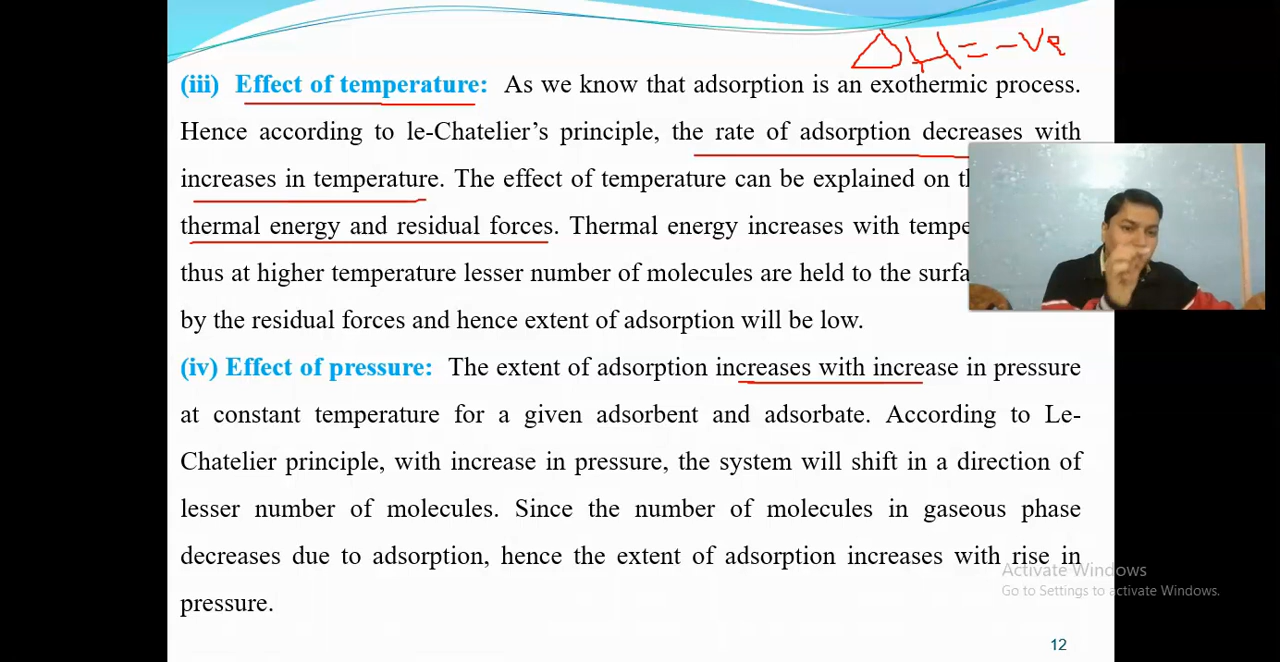 ΔH = -Ve
(iii) Effect of temperature: As we know that adsorption is an exothermic process.
Hence according to le-Chatelier’s principle, the rate of adsorption decreases with
increases in temperature. The effect of temperature can be explained on
thermal energy and residual forces. Thermal energy increases with
thus at higher temperature lesser number of molecules are held to the
by the residual forces and hence extent of adsorption will be low.
(iv) Effect of pressure: The extent of adsorption increases with increase in pressure
at constant temperature for a given adsorbent and adsorbate. According to Le-
Chatelier principle, with increase in pressure, the system will shift in a direction of
lesser number of molecules. Since the number of molecules in gaseous phase
decreases due to adsorption, hence the extent of adsorption increases with rise in
pressure.
Activate Windows
Go to Settings to activate Windows.
12